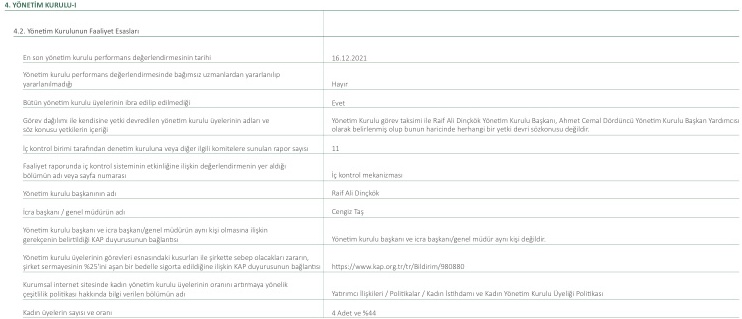 4. YÖNETİM KURULU-I
4.2. Yönetim Kurulunun Faaliyet Esasları
En son yönetim kurulu performans değerlendirmesinin tarihi
16.12.2021
Yönetim kurulu performans değerlendirmesinde bağımsız uzmanlardan yararlanılıp
yararlanılmadığı
Hayır
Bütün yönetim kurulu üyelerinin ibra edilip edilmediği
Evet
Görev dağılımı ile kendisine yetki devredilen yönetim kurulu üyelerinin adları ve
söz konusu yetkilerin içeriği
Yönetim Kurulu görev taksimi ile Raif Ali Dinçkök Yönetim Kurulu Başkanı, Ahmet Cemal Dördüncü Yönetim Kurulu Başkan Yardımcısı
olarak belirlenmiş olup bunun haricinde herhangi bir yetki devri sözkonusu değildir.
İç kontrol birimi tarafından denetim kuruluna veya diğer ilgili komitelere sunulan rapor sayısı
11
Faaliyet raporunda iç kontrol sisteminin etkinliğine ilişkin değerlendirmenin yer aldığı
bölümün adı veya sayfa numarası
İç kontrol mekanizması
Yönetim kurulu başkanının adı
Raif Ali Dinçkök
İcra başkanı / genel müdürün adı
Cengiz Taş
Yönetim kurulu başkanı ve icra başkanı/genel müdürün aynı kişi olmasına ilişkin
gerekçenin belirtildiği KAP duyurusunun bağlantısı
Yönetim kurulu başkanı ve icra başkanı/genel müdür aynı kişi değildir.
Yönetim kurulu üyelerinin görevleri esnasındaki kusurları ile şirkette sebep olacakları zararın,
şirket sermayesinin %25'ini aşan bir bedelle sigorta edildiğine ilişkin KAP duyurusunun bağlantısı
https://www.kap.org.tr/tr/Bildirim/980880
Kurumsal internet sitesinde kadın yönetim kurulu üyelerinin oranını artırmaya yönelik
çeşitlilik politikası hakkında bilgi verilen bölümün adı
Yatırımcı İlişkileri / Politikalar / Kadın İstihdamı ve Kadın Yönetim Kurulu Üyeliği Politikası
Kadın üyelerin sayısı ve oranı
4 Adet ve %44